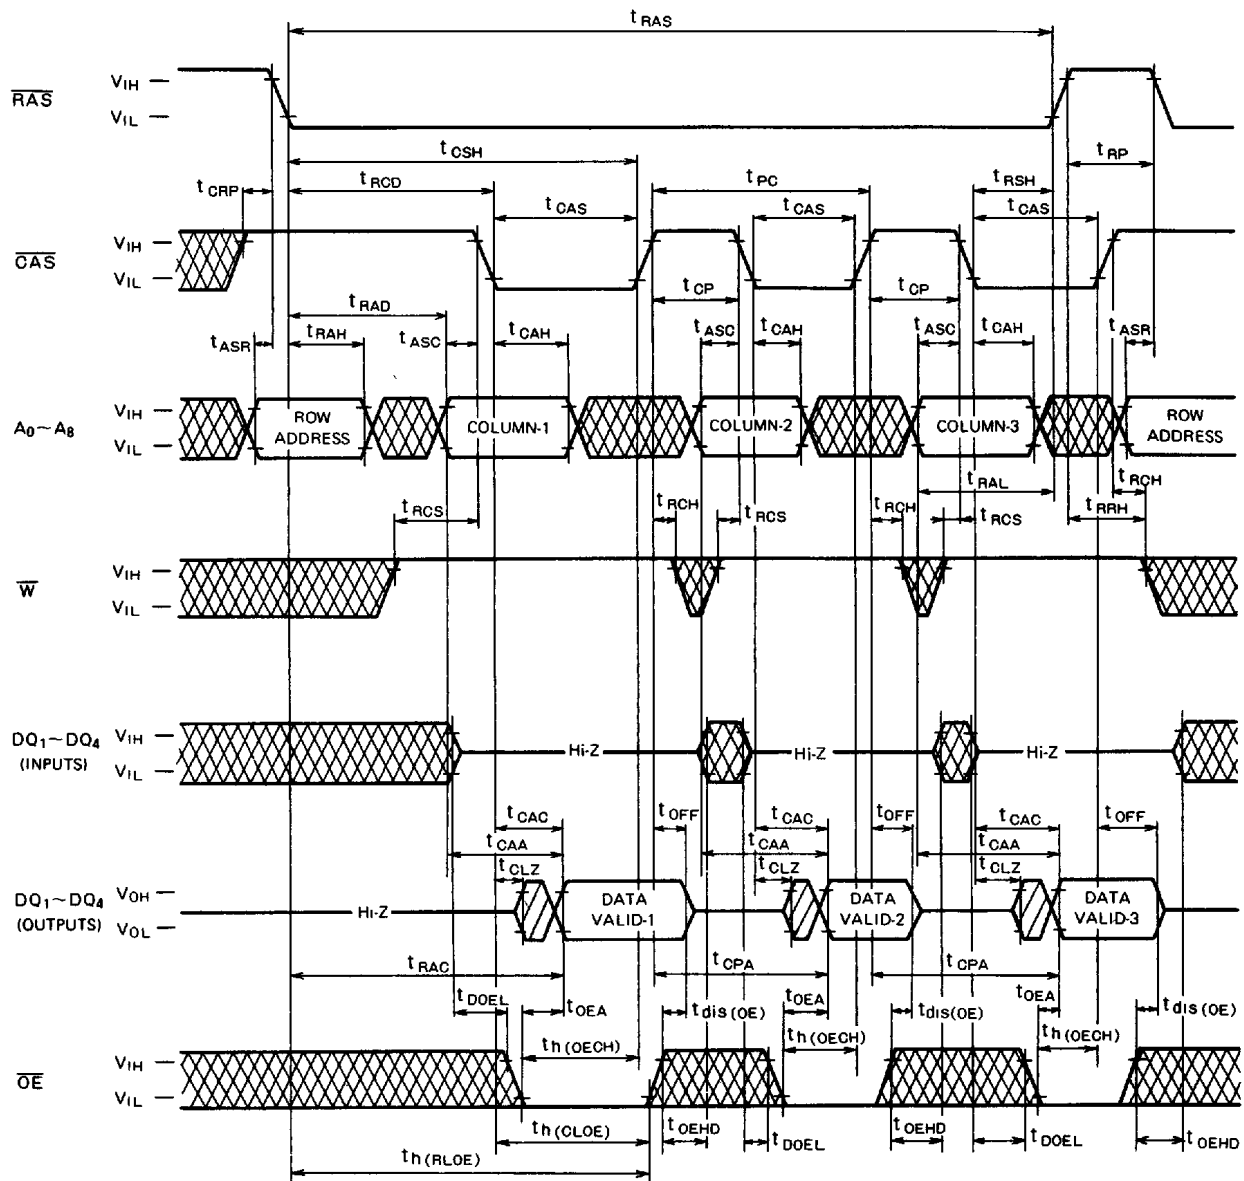 tRAS
RAS VIH
VIL
tCSH
tCRP tRCD tPC tRSH tRP
tCAS tCAS tCAS
CAS VIH
VIL
tCP tCP
tRAD
tASR tRAH tASC tCAH tASC tCAH tASC tCAH tASR
A0~A8 VIH
VIL
ROW ADDRESS COLUMN-1 COLUMN-2 COLUMN-3 ROW ADDRESS
tRCS tRCH tRCS tRCH tRAL tRCS tRCH
tRRH
W VIH
VIL
DQ1~DQ4 (INPUTS) VIH
VIL
Hi-Z Hi-Z Hi-Z
tCAC tOFF tCAC tOFF tCAC tOFF
tCAA tCAA tCAA
tCLZ tCLZ tCLZ
DQ1~DQ4 (OUTPUTS) VOH
VOL
Hi-Z DATA VALID-1 DATA VALID-2 DATA VALID-3
tRAC tCPA tCPA
tDOEL tOEA tdis(OE) tOEA tdis(OE) tOEA tdis(OE)
th(OECH) th(OECH) th(OECH)
OE VIH
VIL
th(CLOE) tOEHD tDOEL tOEHD tDOEL tOEHD
th(RLOE)